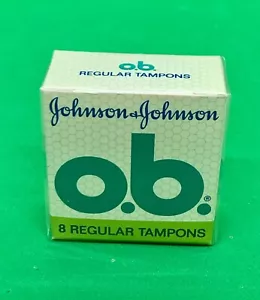 o.b.
REGULAR TAMPONS
Johnson & Johnson
o.b.®
8 REGULAR TAMPONS